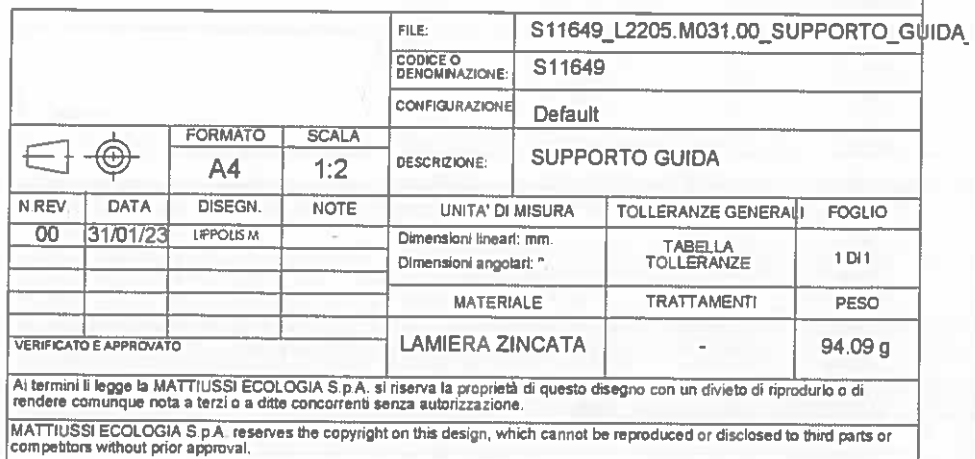 FILE: S11649_L2205.M031.00_SUPPORTO_GUIDA_
CODICE O
DENOMINAZIONE: S11649
CONFIGURAZIONE Default
FORMATO SCALA
A4 1:2
DESCRIZIONE: SUPPORTO GUIDA
N REV DATA DISEGN. NOTE UNITA' DI MISURA TOLLERANZE GENERALI FOGLIO
00 31/01/23 LIPPOLIS M - Dimensioni lineari: mm. TABELLA
Dimensioni angolari: °. TOLLERANZE 1 DI 1
MATERIALE TRATTAMENTI PESO
VERIFICATO E APPROVATO LAMIERA ZINCATA - 94.09 g
Ai termini li legge la MATTIUSSI ECOLOGIA S.p.A. si riserva la proprietà di questo disegno con un divieto di riprodurlo o di
rendere comunque nota a terzi o a ditte concorrenti senza autorizzazione.
MATTIUSSI ECOLOGIA S.p.A. reserves the copyright on this design, which cannot be reproduced or disclosed to third parts or
competitors without prior approval.